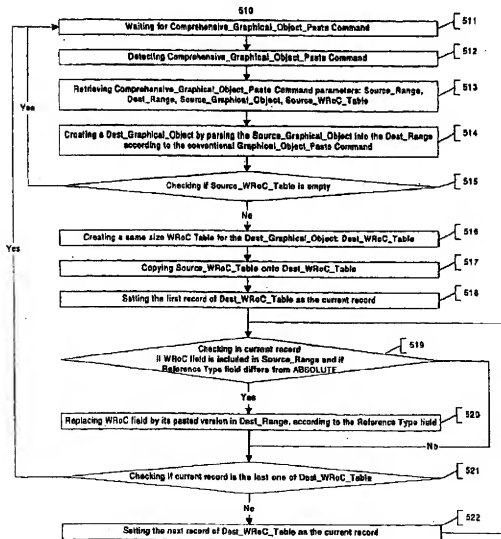 510
Waiting for Comprehensive_Graphical_Object_Paste Command
511
Detecting Comprehensive_Graphical_Object_Paste Command
512
Retrieving Comprehensive_Graphical_Object_Paste Command parameters: Source_Range,
Dest_Range, Source_Graphical_Object, Source_WRoC_Table
513
Creating a Dest_Graphical_Object by parsing the Source_Graphical_Object into the Dest_Range
according to the conventional Graphical_Object_Paste Command
514
Yes
Checking if Source_WRoC_Table is empty
515
No
Yes
Creating a same size WRoC Table for the Dest_Graphical_Object: Dest_WRoC_Table
516
Copying Source_WRoC_Table onto Dest_WRoC_Table
517
Setting the first record of Dest_WRoC_Table as the current record
518
Checking in current record
if WRoC field is included in Source_Range and if
Reference Type field differs from ABSOLUTE
519
Yes
Replacing WRoC field by its pasted version in Dest_Range, according to the Reference Type field
520
No
Checking if current record is the last one of Dest_WRoC_Table
521
No
Setting the next record of Dest_WRoC_Table as the current record
522